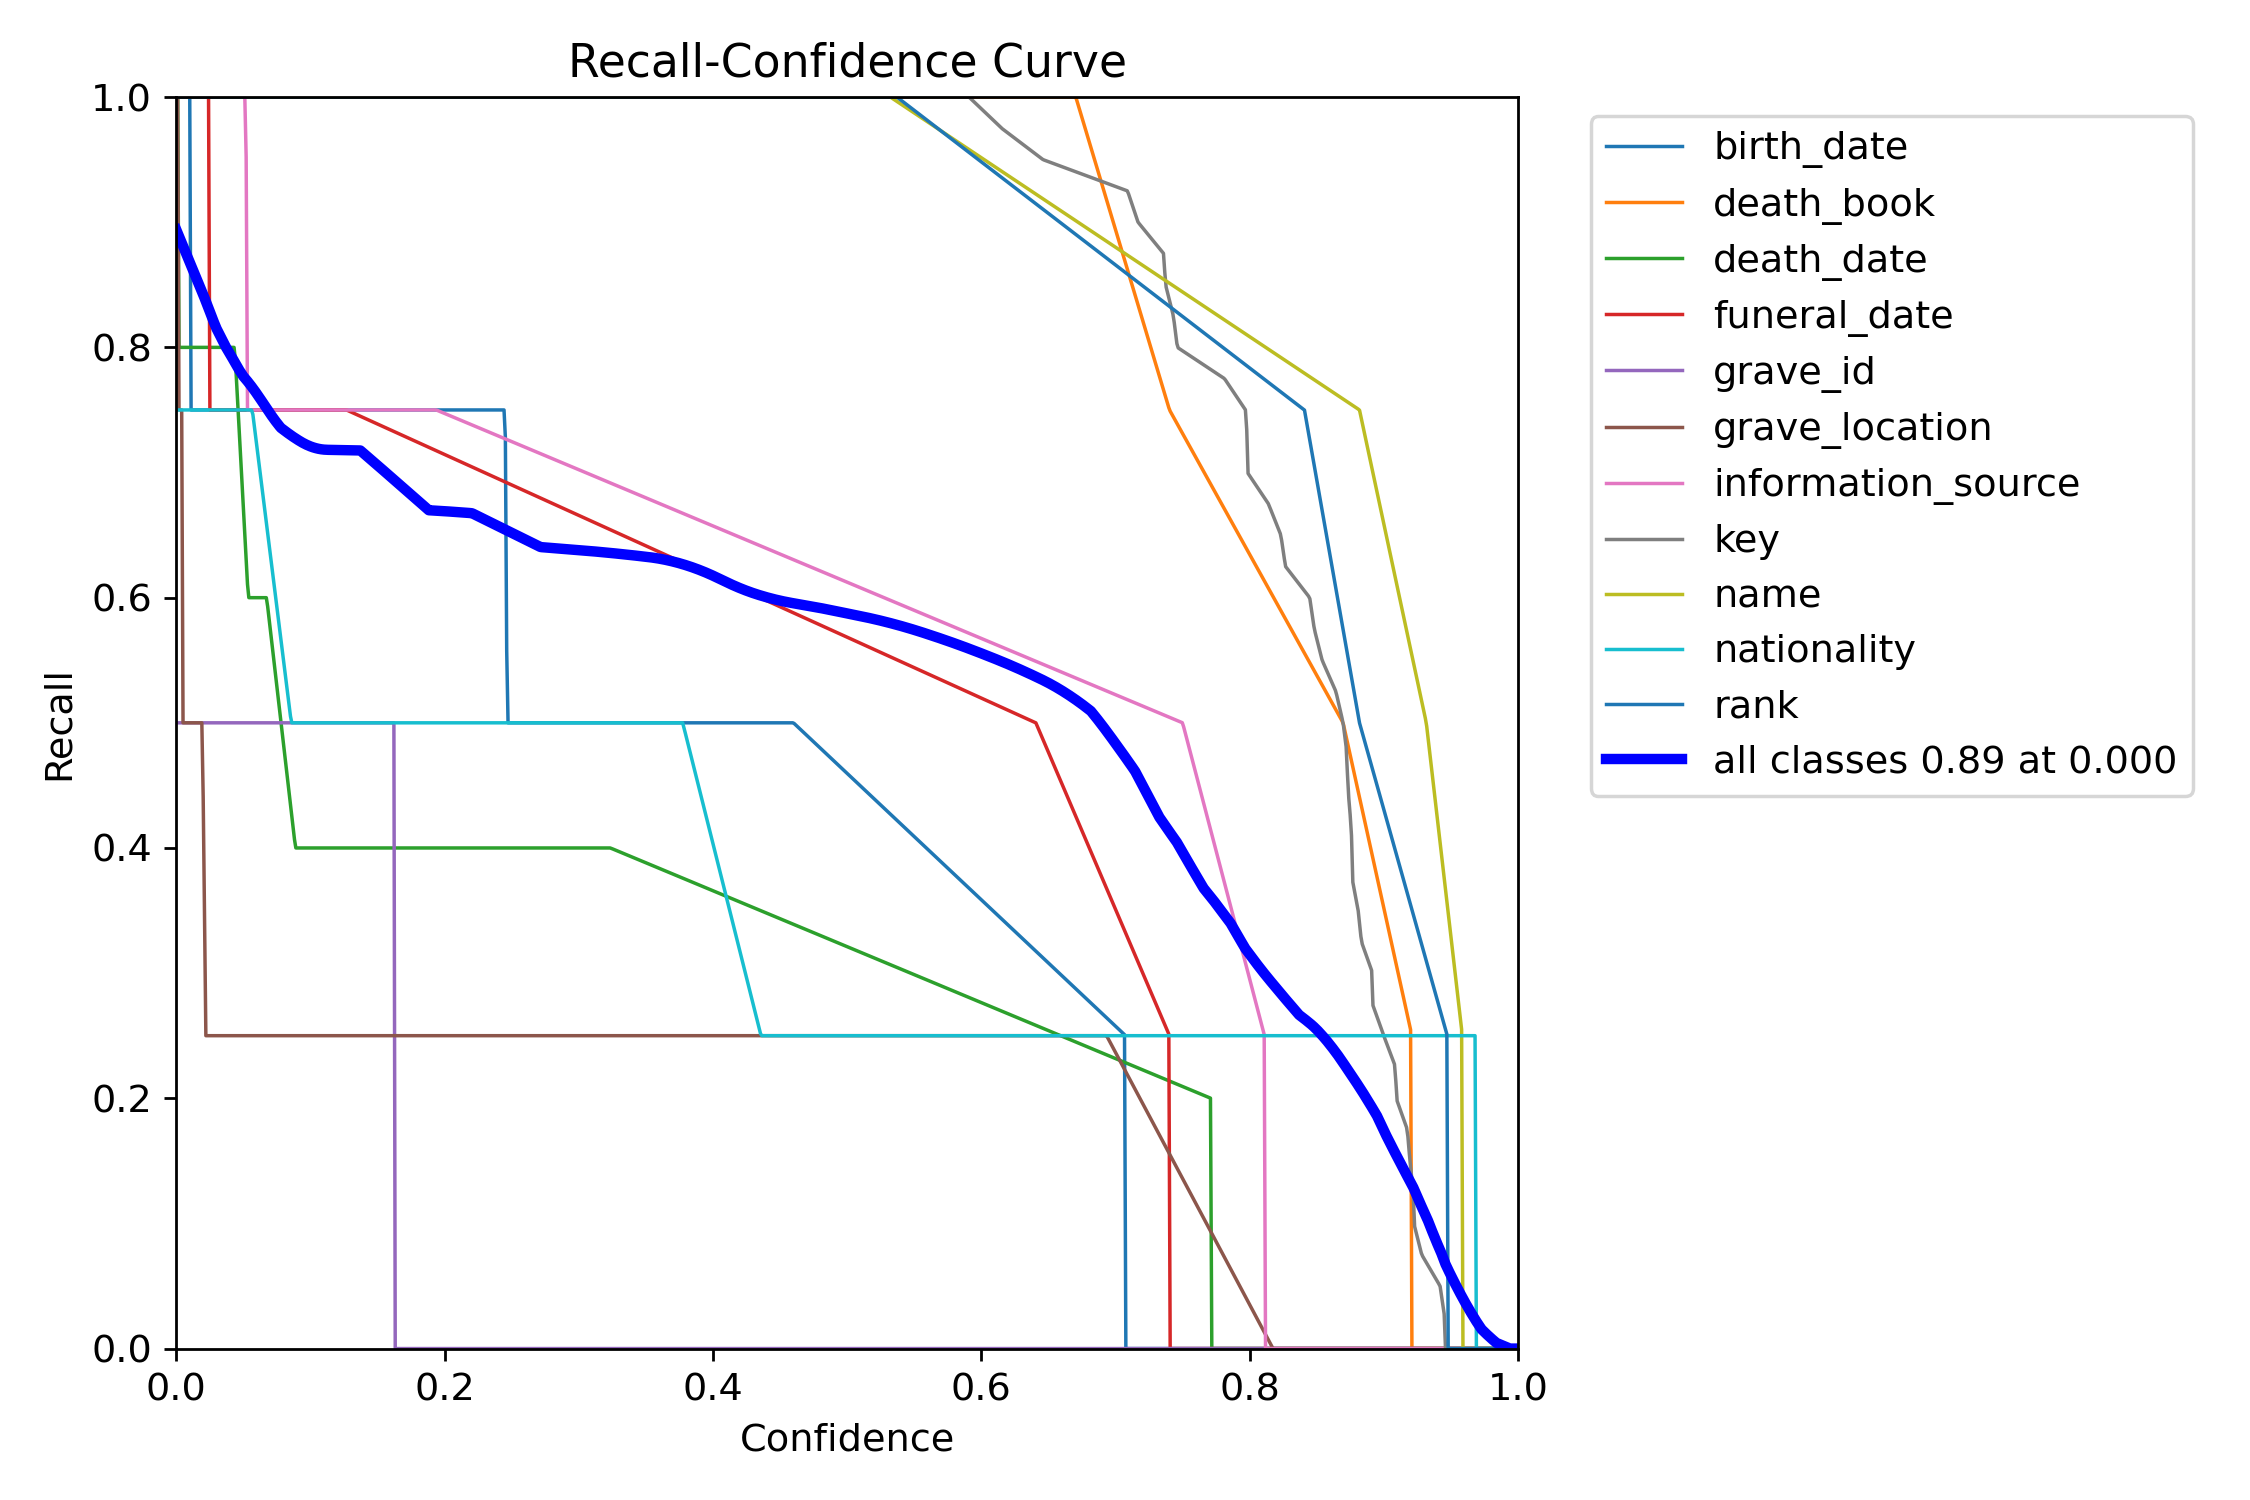 Recall-Confidence Curve
1.0
0.8
0.6
0.4
0.2
0.0
Recall
0.0 0.2 0.4 0.6 0.8 1.0
Confidence
birth_date
death_book
death_date
funeral_date
grave_id
grave_location
information_source
key
name
nationality
rank
all classes 0.89 at 0.000